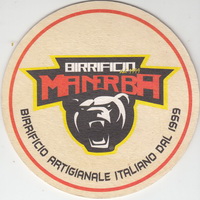 BIRRIFICIO
MANERBA
BIRRIFICIO ARTIGIANALE ITALIANO DAL 1999